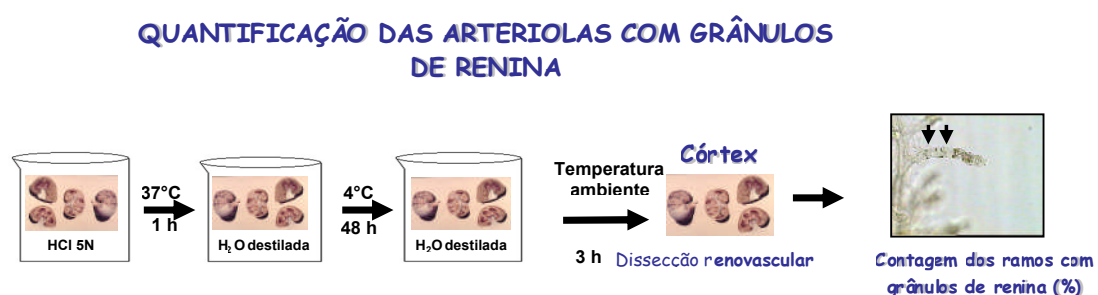 QUANTIFICAÇÃO DAS ARTERIOLAS COM GRÂNULOS
DE RENINA
HCl 5N
37°C
1 h
H₂O destilada
4°C
48 h
H₂O destilada
Temperatura
ambiente
3 h
Córtex
Dissecção renovascular
Contagem dos ramos com
grânulos de renina (%)